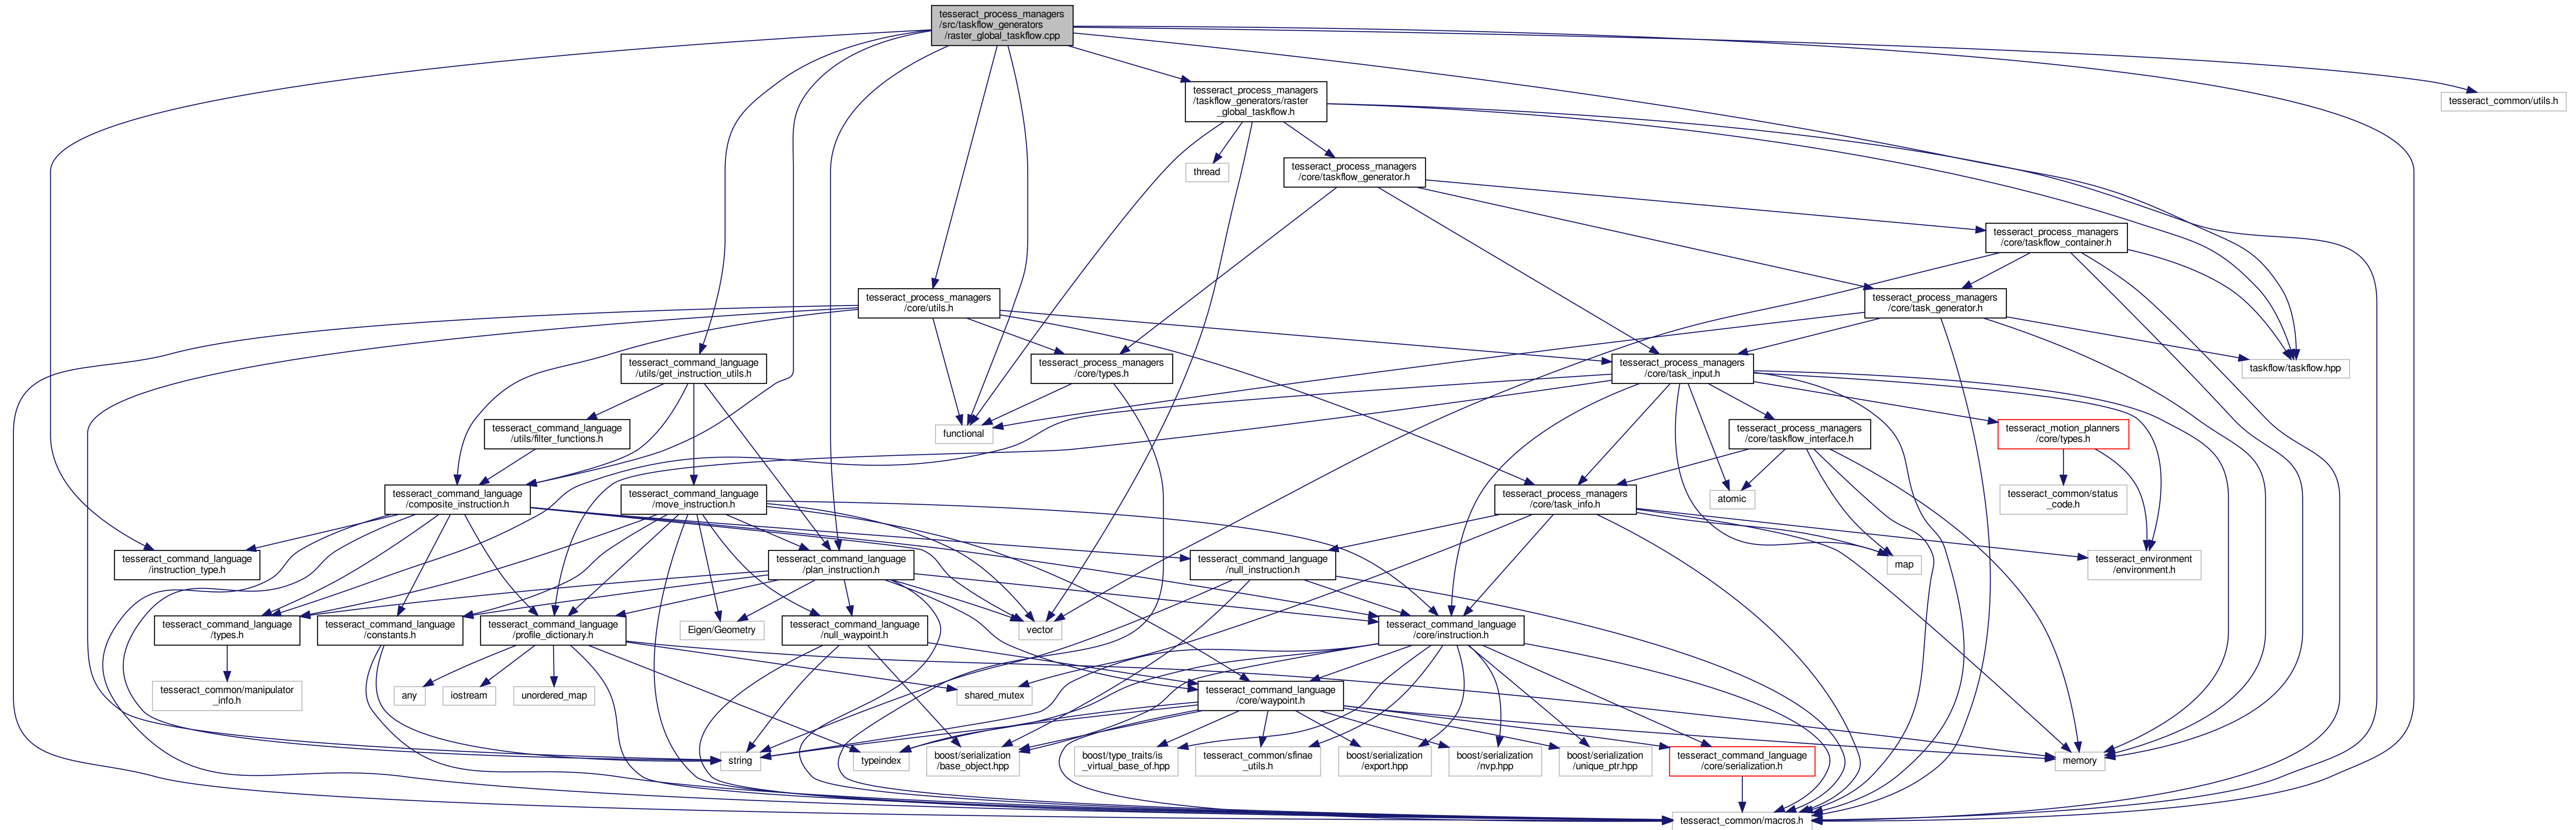 tesseract_process_managers
/src/taskflow_generators
/raster_global_taskflow.cpp
tesseract_process_managers
/taskflow_generators/raster
_global_taskflow.h
tesseract_common/utils.h
thread
tesseract_process_managers
/core/taskflow_generator.h
tesseract_process_managers
/core/taskflow_container.h
tesseract_process_managers
/core/utils.h
tesseract_process_managers
/core/task_generator.h
tesseract_command_language
/utils/get_instruction_utils.h
tesseract_process_managers
/core/types.h
tesseract_process_managers
/core/task_input.h
taskflow/taskflow.hpp
tesseract_command_language
/utils/filter_functions.h
functional
tesseract_process_managers
/core/taskflow_interface.h
tesseract_motion_planners
/core/types.h
tesseract_command_language
/composite_instruction.h
tesseract_command_language
/move_instruction.h
tesseract_process_managers
/core/task_info.h
atomic
tesseract_common/status
_code.h
tesseract_command_language
/instruction_type.h
tesseract_command_language
/plan_instruction.h
tesseract_command_language
/null_instruction.h
map
tesseract_environment
/environment.h
tesseract_command_language
/types.h
tesseract_command_language
/constants.h
tesseract_command_language
/profile_dictionary.h
Eigen/Geometry
tesseract_command_language
/null_waypoint.h
vector
tesseract_command_language
/core/instruction.h
tesseract_common/manipulator
_info.h
any
iostream
unordered_map
shared_mutex
tesseract_command_language
/core/waypoint.h
string
typeindex
boost/serialization
/base_object.hpp
boost/type_traits/is
_virtual_base_of.hpp
tesseract_common/sfinae
_utils.h
boost/serialization
/export.hpp
boost/serialization
/nvp.hpp
boost/serialization
/unique_ptr.hpp
tesseract_command_language
/core/serialization.h
memory
tesseract_common/macros.h